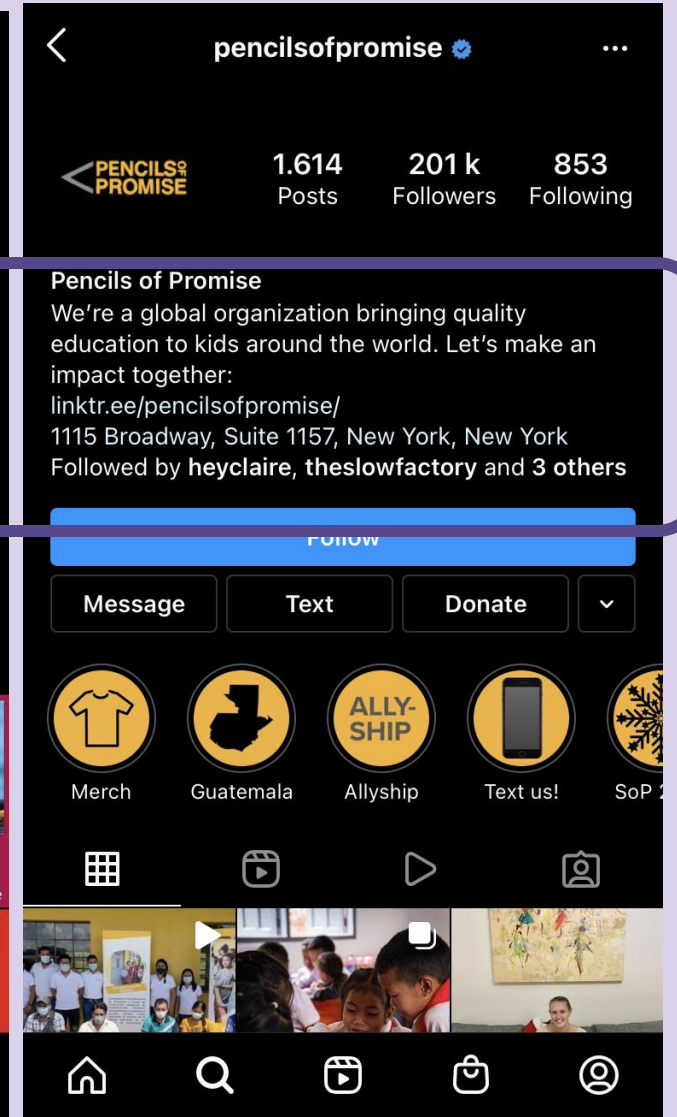 pencilsofpromise
PENCILS OF PROMISE
1.614 201 k 853
Posts Followers Following
Pencils of Promise
We're a global organization bringing quality
education to kids around the world. Let's make an
impact together:
linktr.ee/pencilsofpromise/
1115 Broadway, Suite 1157, New York, New York
Followed by heyclaire, theslowfactory and 3 others
Follow
Message Text Donate
ALLY-
SHIP
Merch Guatemala Allyship Text us! SoP